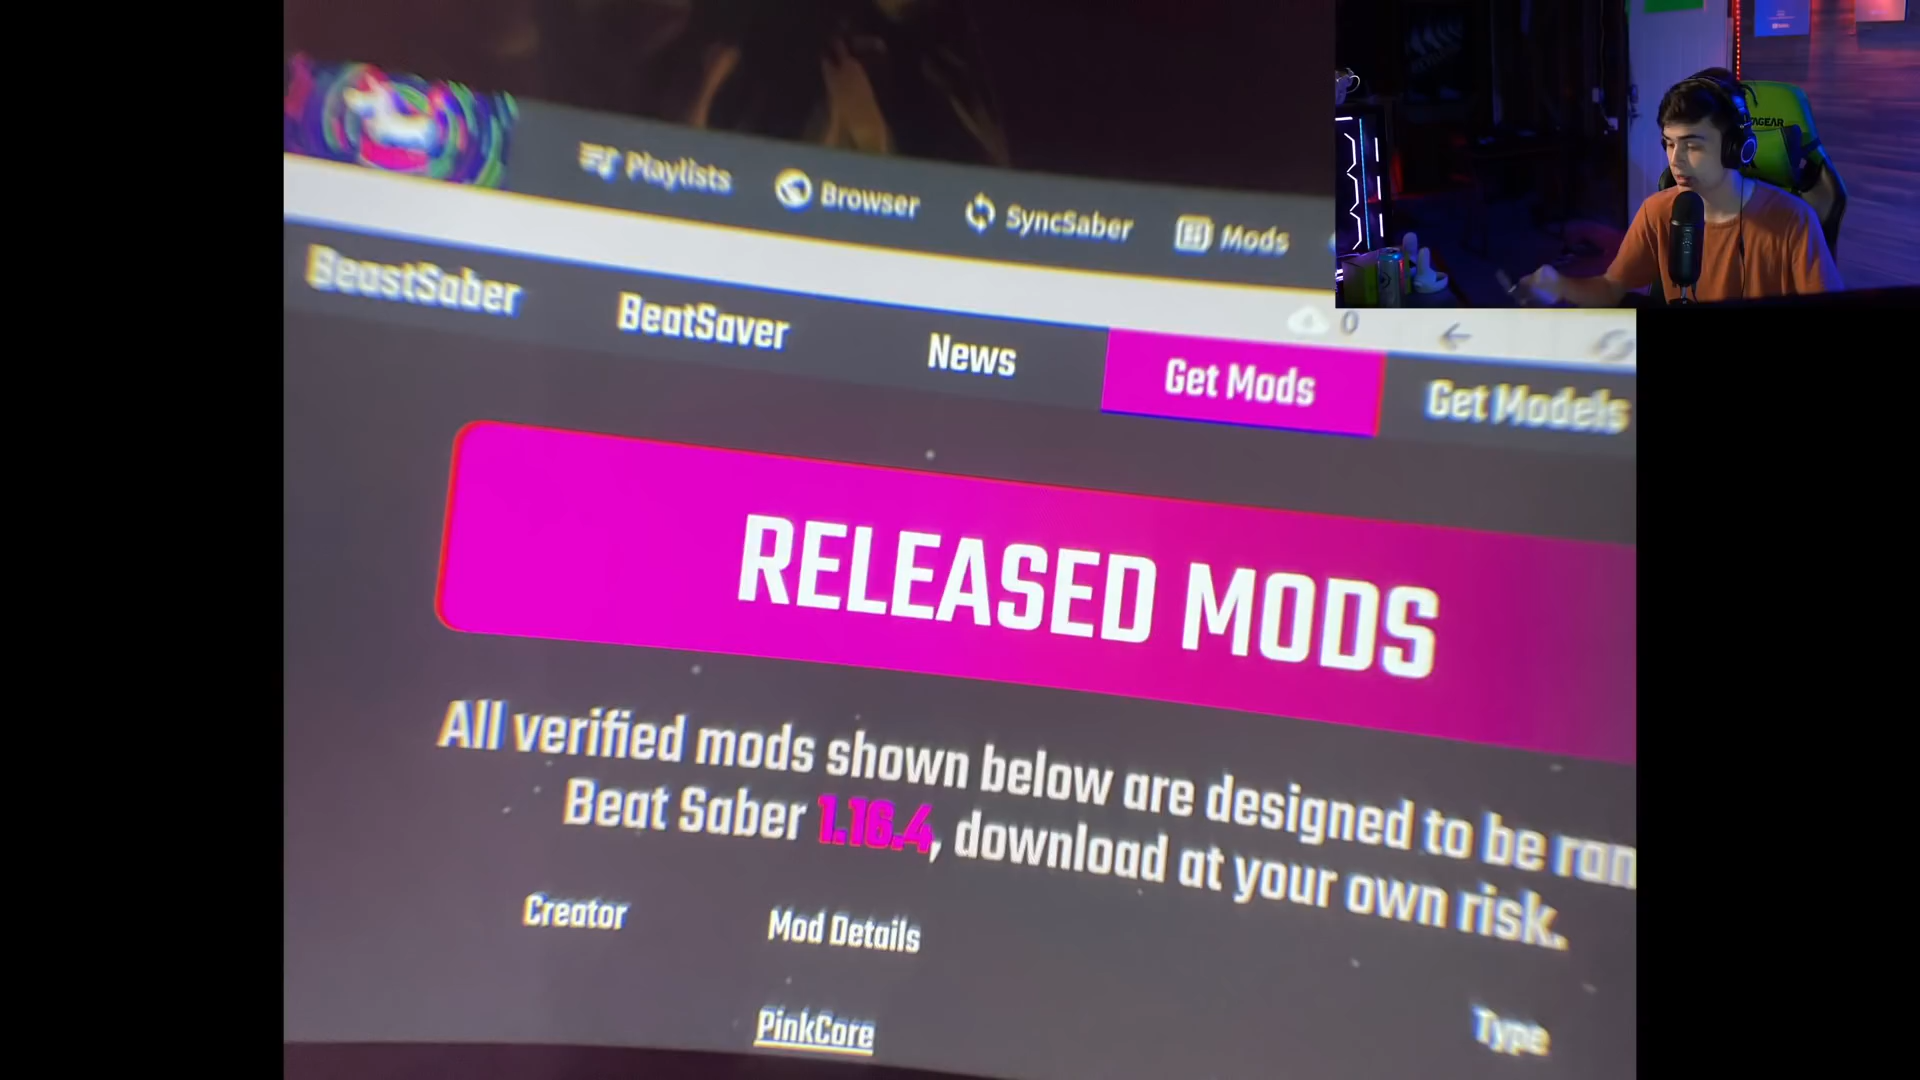 Playlists
Browser
SyncSaber
Mods
0
BeastSaber
BeatSaver
News
Get Mods
Get Models
RELEASED MODS
All verified mods shown below are designed to be ran
Beat Saber 1.16.4, download at your own risk.
Creator
Mod Details
Type
PinkCore